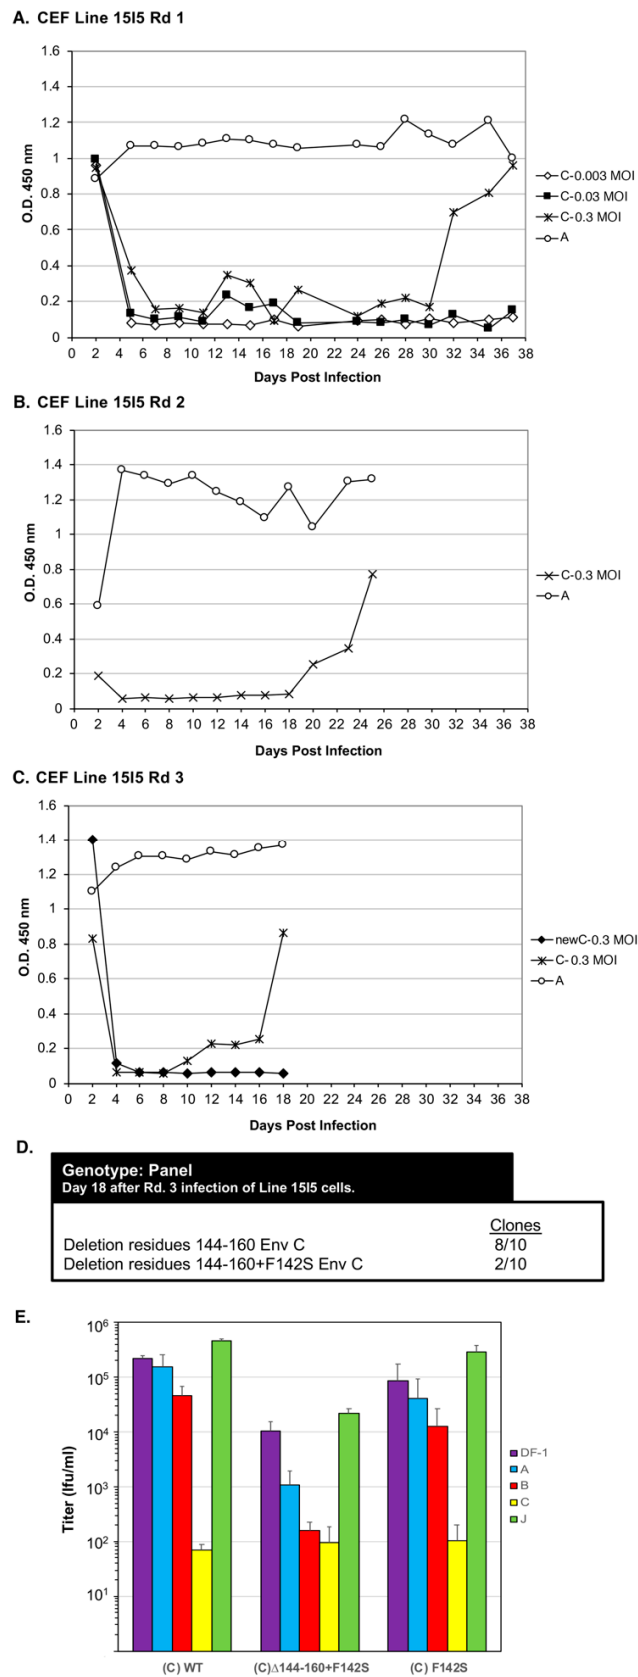 A. CEF Line 15I5 Rd 1
1.6
1.4
1.2
1
0.8
0.6
0.4
0.2
0
O.D. 450 nm
0 2 4 6 8 10 12 14 16 18 20 22 24 26 28 30 32 34 36 38
Days Post Infection
C-0.003 MOI
C-0.03 MOI
C-0.3 MOI
A
B. CEF Line 15I5 Rd 2
1.6
1.4
1.2
1
0.8
0.6
0.4
0.2
0
O.D. 450 nm
0 2 4 6 8 10 12 14 16 18 20 22 24 26 28 30 32 34 36 38
Days Post Infection
C-0.3 MOI
A
C. CEF Line 15I5 Rd 3
1.6
1.4
1.2
1
0.8
0.6
0.4
0.2
0
O.D. 450 nm
0 2 4 6 8 10 12 14 16 18 20 22 24 26 28 30 32 34 36 38
Days Post Infection
newC-0.3 MOI
C-0.3 MOI
A
D.
Genotype: Panel
Day 18 after Rd. 3 infection of Line 15I5 cells.
Clones
Deletion residues 144-160 Env C 8/10
Deletion residues 144-160+F142S Env C 2/10
E.
10⁶
10⁵
10⁴
10³
10²
10¹
Titer (Ifu/ml)
(C) WT (C)Δ144-160+F142S (C) F142S
DF-1
A
B
C
J